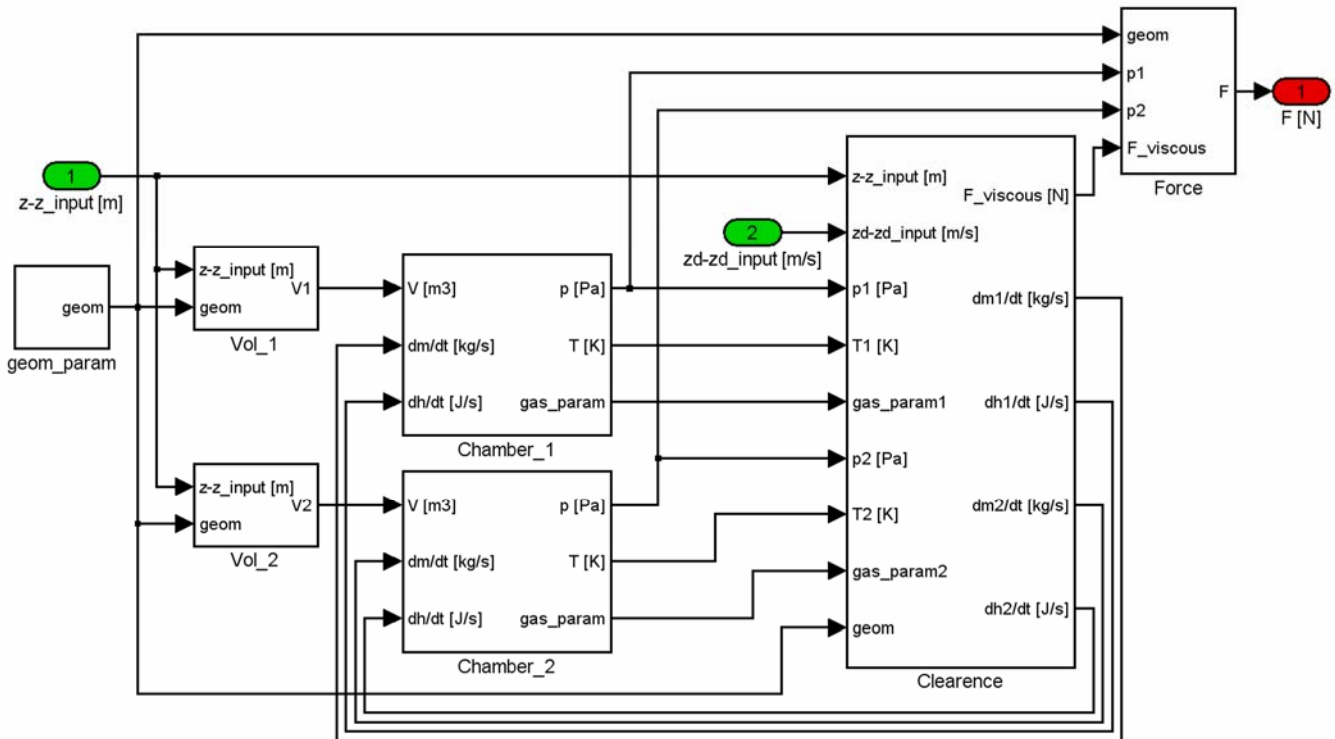 geom
p1
p2
F_viscous
F
Force
1
F [N]
1
z-z_input [m]
geom
geom_param
z-z_input [m]
geom
V1
Vol_1
z-z_input [m]
geom
V2
Vol_2
V [m3]
dm/dt [kg/s]
dh/dt [J/s]
p [Pa]
T [K]
gas_param
Chamber_1
V [m3]
dm/dt [kg/s]
dh/dt [J/s]
p [Pa]
T [K]
gas_param
Chamber_2
2
zd-zd_input [m/s]
z-z_input [m]
zd-zd_input [m/s]
p1 [Pa]
T1 [K]
gas_param1
p2 [Pa]
T2 [K]
gas_param2
geom
F_viscous [N]
dm1/dt [kg/s]
dh1/dt [J/s]
dm2/dt [kg/s]
dh2/dt [J/s]
Clearence